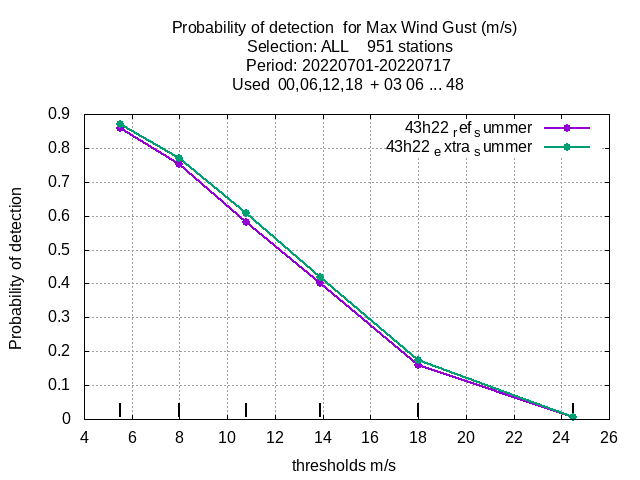 Probability of detection  for Max Wind Gust (m/s)
Selection: ALL    951 stations
Period: 20220701-20220717
Used  00,06,12,18  + 03 06 ... 48
43h22 ref summer
43h22 extra summer
Probability of detection
0.9
0.8
0.7
0.6
0.5
0.4
0.3
0.2
0.1
0
4 6 8 10 12 14 16 18 20 22 24 26
thresholds m/s